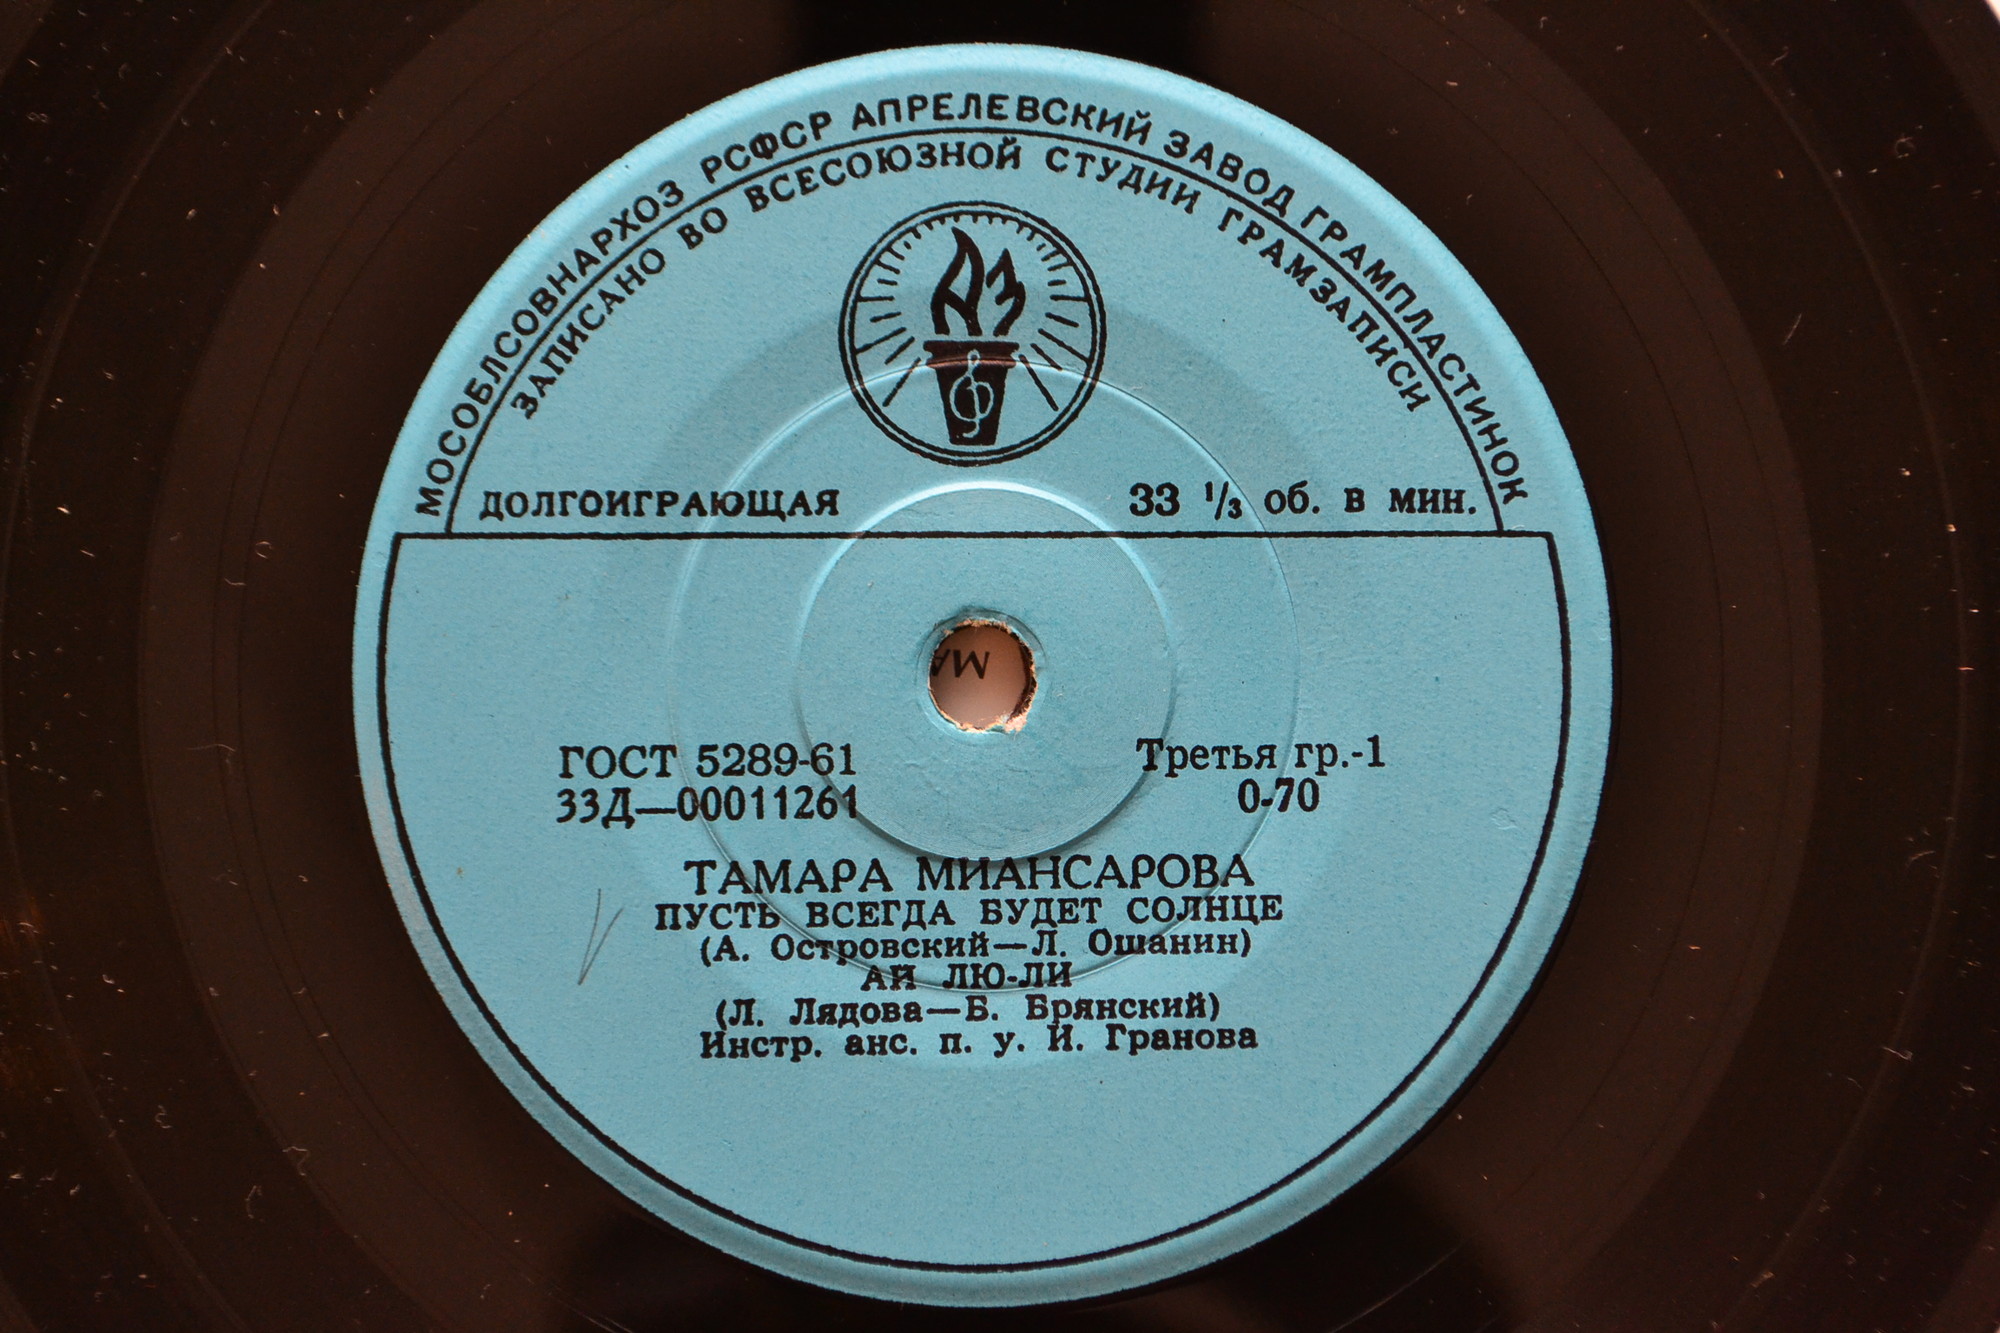 МОСОБЛСОВНАРХОЗ РСФСР АПРЕЛЕВСКИЙ ЗАВОД ГРАМПЛАСТИНОК
ЗАПИСАНО ВО ВСЕСОЮЗНОЙ СТУДИИ ГРАМЗАПИСИ
АЗ
ДОЛГОИГРАЮЩАЯ 33 1/3 об. в мин.
МА
ГОСТ 5289-61 Третья гр.-1
33Д—00011261 0-70
ТАМАРА МИАНСАРОВА
ПУСТЬ ВСЕГДА БУДЕТ СОЛНЦЕ
(А. Островский—Л. Ошанин)
АЙ ЛЮ-ЛИ
(Л. Лядова—Б. Брянский)
Инстр. анс. п. у. И. Гранова